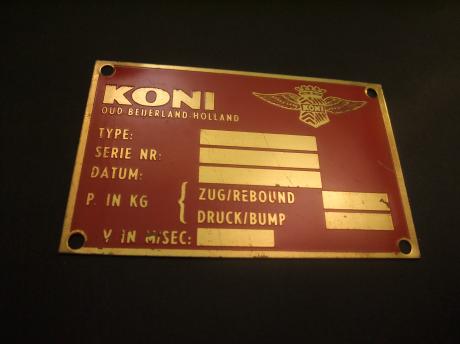 KONI
OUD-BEIJERLAND-HOLLAND
KONI
TYPE:
SERIE NR:
DATUM:
P. IN KG { ZUG/REBOUND
DRUCK/BUMP
V IN M/SEC: